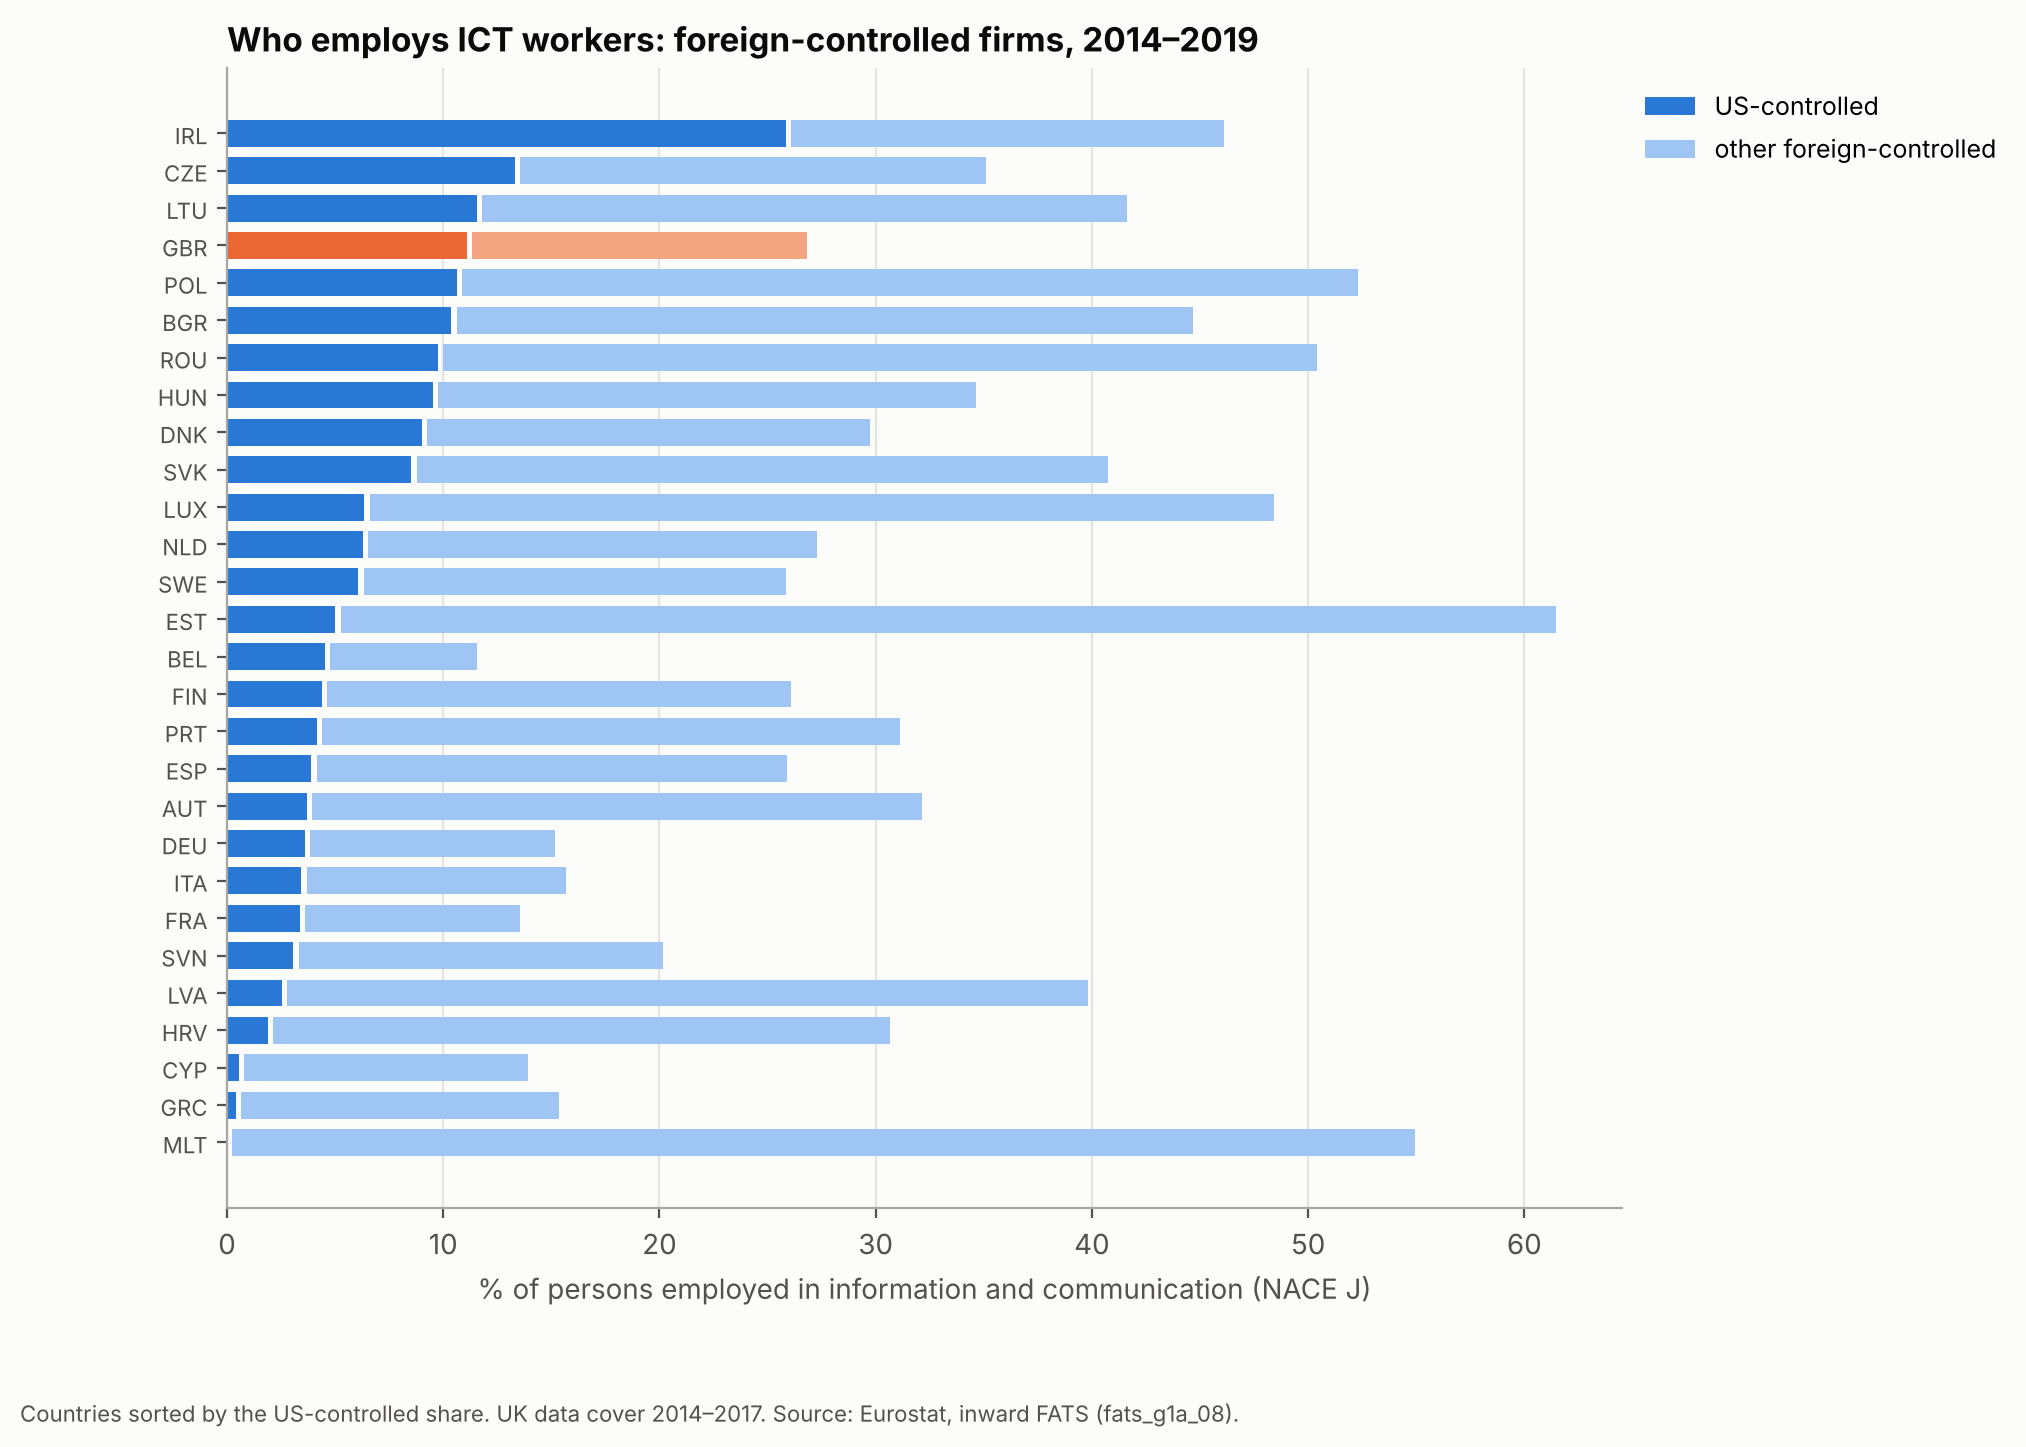 Who employs ICT workers: foreign-controlled firms, 2014–2019
US-controlled
other foreign-controlled
IRL
CZE
LTU
GBR
POL
BGR
ROU
HUN
DNK
SVK
LUX
NLD
SWE
EST
BEL
FIN
PRT
ESP
AUT
DEU
ITA
FRA
SVN
LVA
HRV
CYP
GRC
MLT
0 10 20 30 40 50 60
% of persons employed in information and communication (NACE J)
Countries sorted by the US-controlled share. UK data cover 2014–2017. Source: Eurostat, inward FATS (fats_g1a_08).